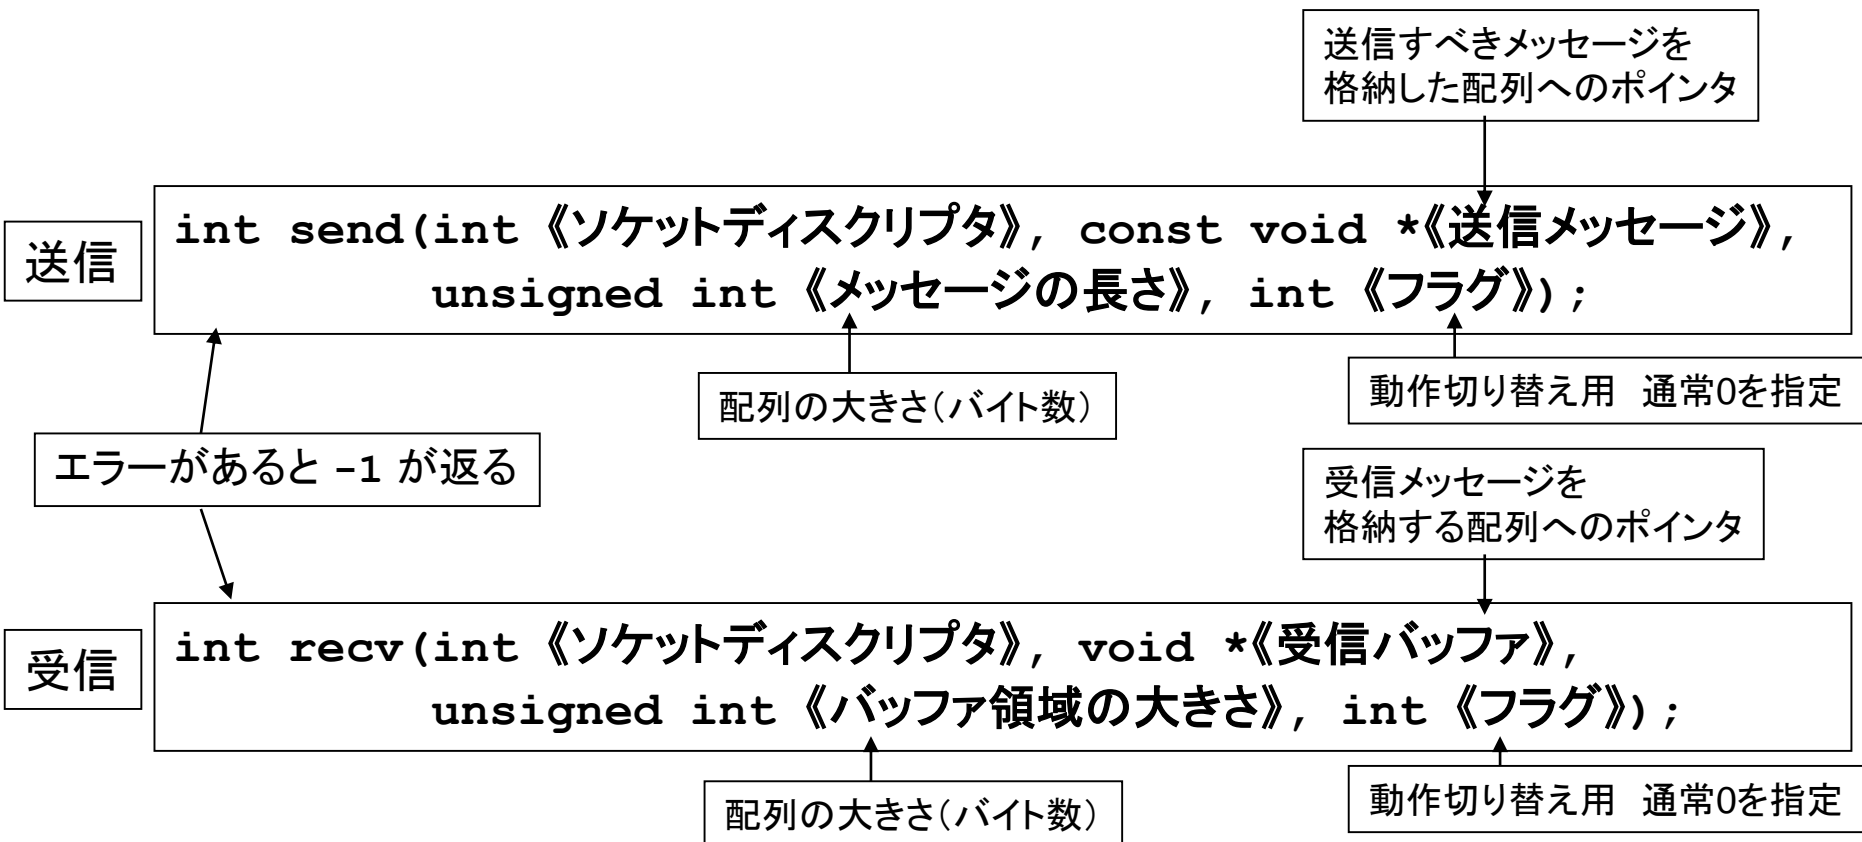 送信すべきメッセージを
格納した配列へのポインタ
送信
int send(int 《ソケットディスクリプタ》, const void *《送信メッセージ》,
unsigned int 《メッセージの長さ》, int 《フラグ》);
配列の大きさ(バイト数)
動作切り替え用 通常0を指定
エラーがあると -1 が返る
受信メッセージを
格納する配列へのポインタ
受信
int recv(int 《ソケットディスクリプタ》, void *《受信バッファ》,
unsigned int 《バッファ領域の大きさ》, int 《フラグ》);
配列の大きさ(バイト数)
動作切り替え用 通常0を指定